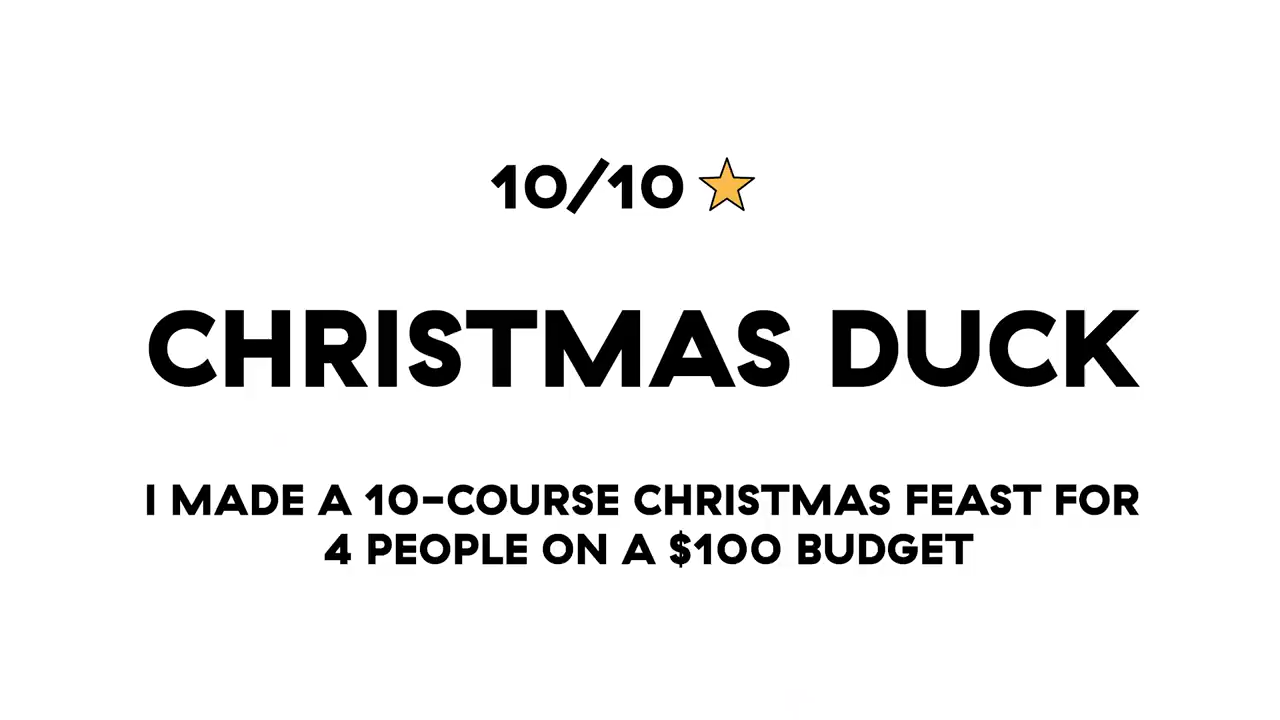 10/10
CHRISTMAS DUCK
I MADE A 10-COURSE CHRISTMAS FEAST FOR
4 PEOPLE ON A $100 BUDGET